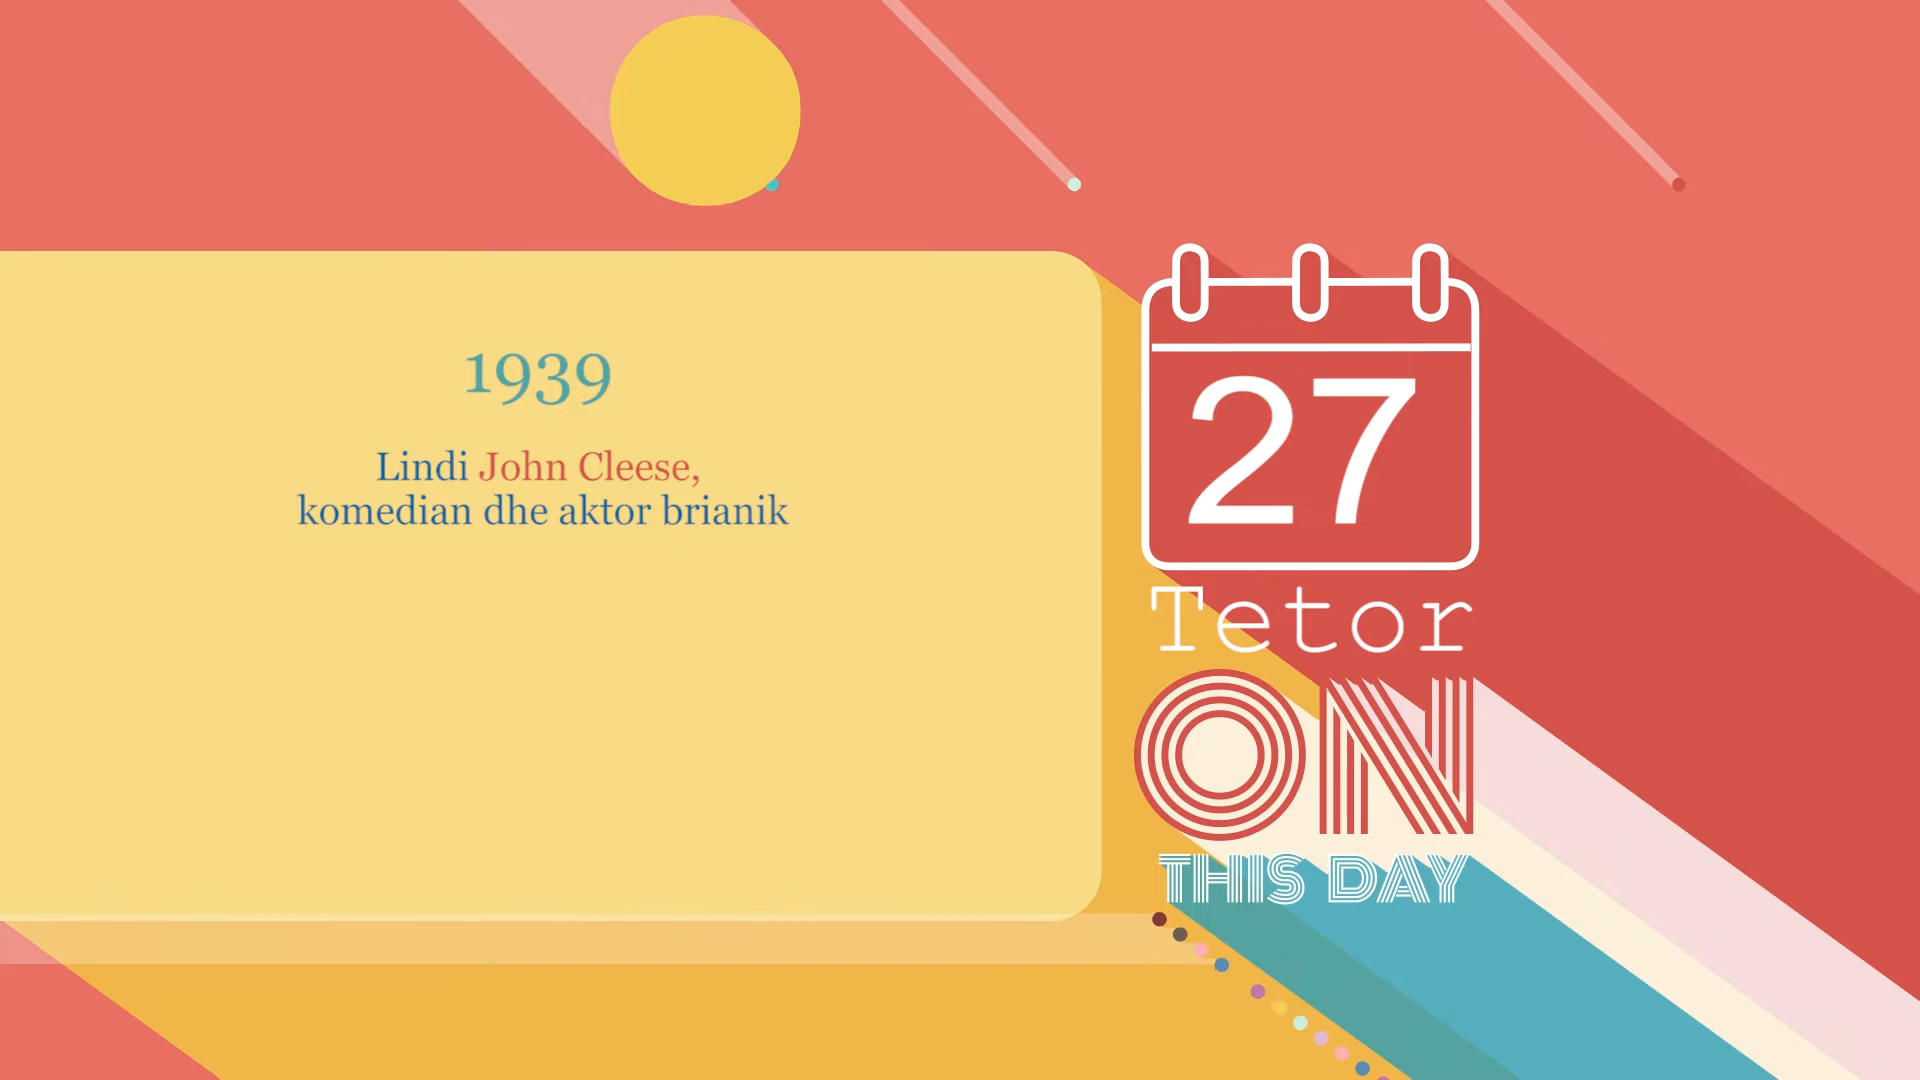 1939
Lindi John Cleese,
komedian dhe aktor brianik
27
Tetor
ON
THIS DAY